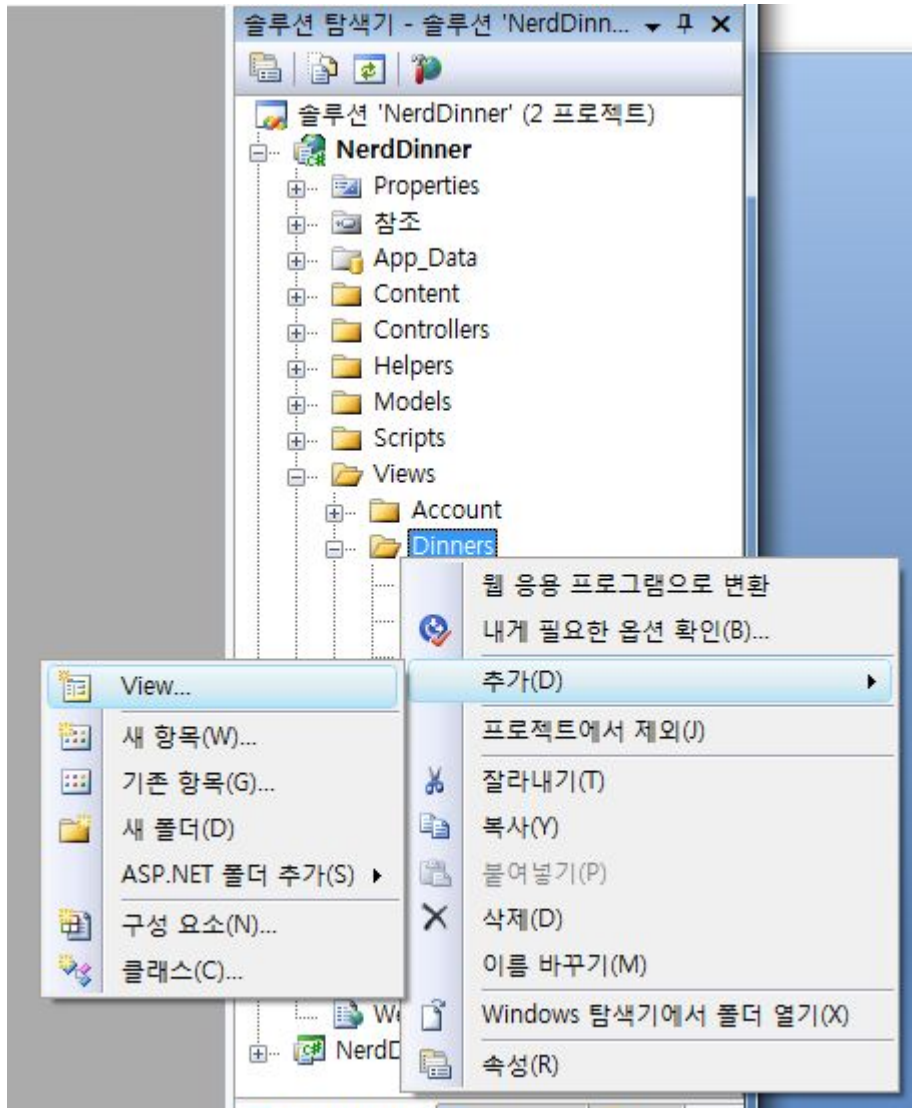 솔루션 탐색기 - 솔루션 'NerdDinn...
솔루션 'NerdDinner' (2 프로젝트)
NerdDinner
Properties
참조
App_Data
Content
Controllers
Helpers
Models
Scripts
Views
Account
Dinners
웹 응용 프로그램으로 변환
내게 필요한 옵션 확인(B)...
추가(D)
프로젝트에서 제외(J)
잘라내기(T)
복사(Y)
붙여넣기(P)
삭제(D)
이름 바꾸기(M)
Windows 탐색기에서 폴더 열기(X)
속성(R)
View...
새 항목(W)...
기존 항목(G)...
새 폴더(D)
ASP.NET 폴더 추가(S)
구성 요소(N)...
클래스(C)...
We
NerdD